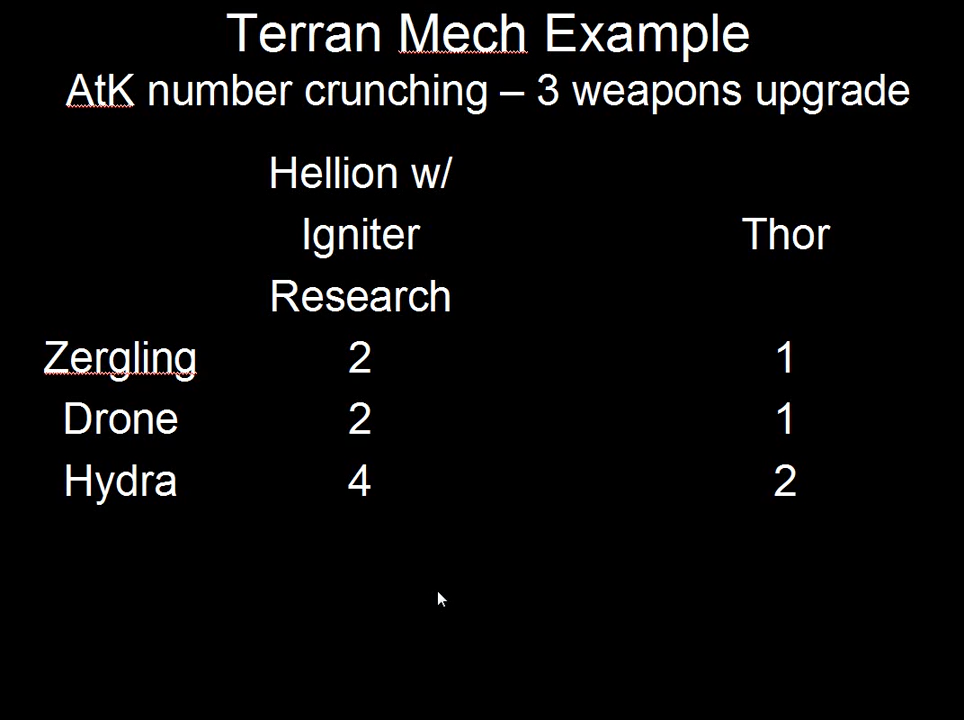 Terran Mech Example
AtK number crunching – 3 weapons upgrade
Hellion w/
Igniter Thor
Research
Zergling 2 1
Drone 2 1
Hydra 4 2